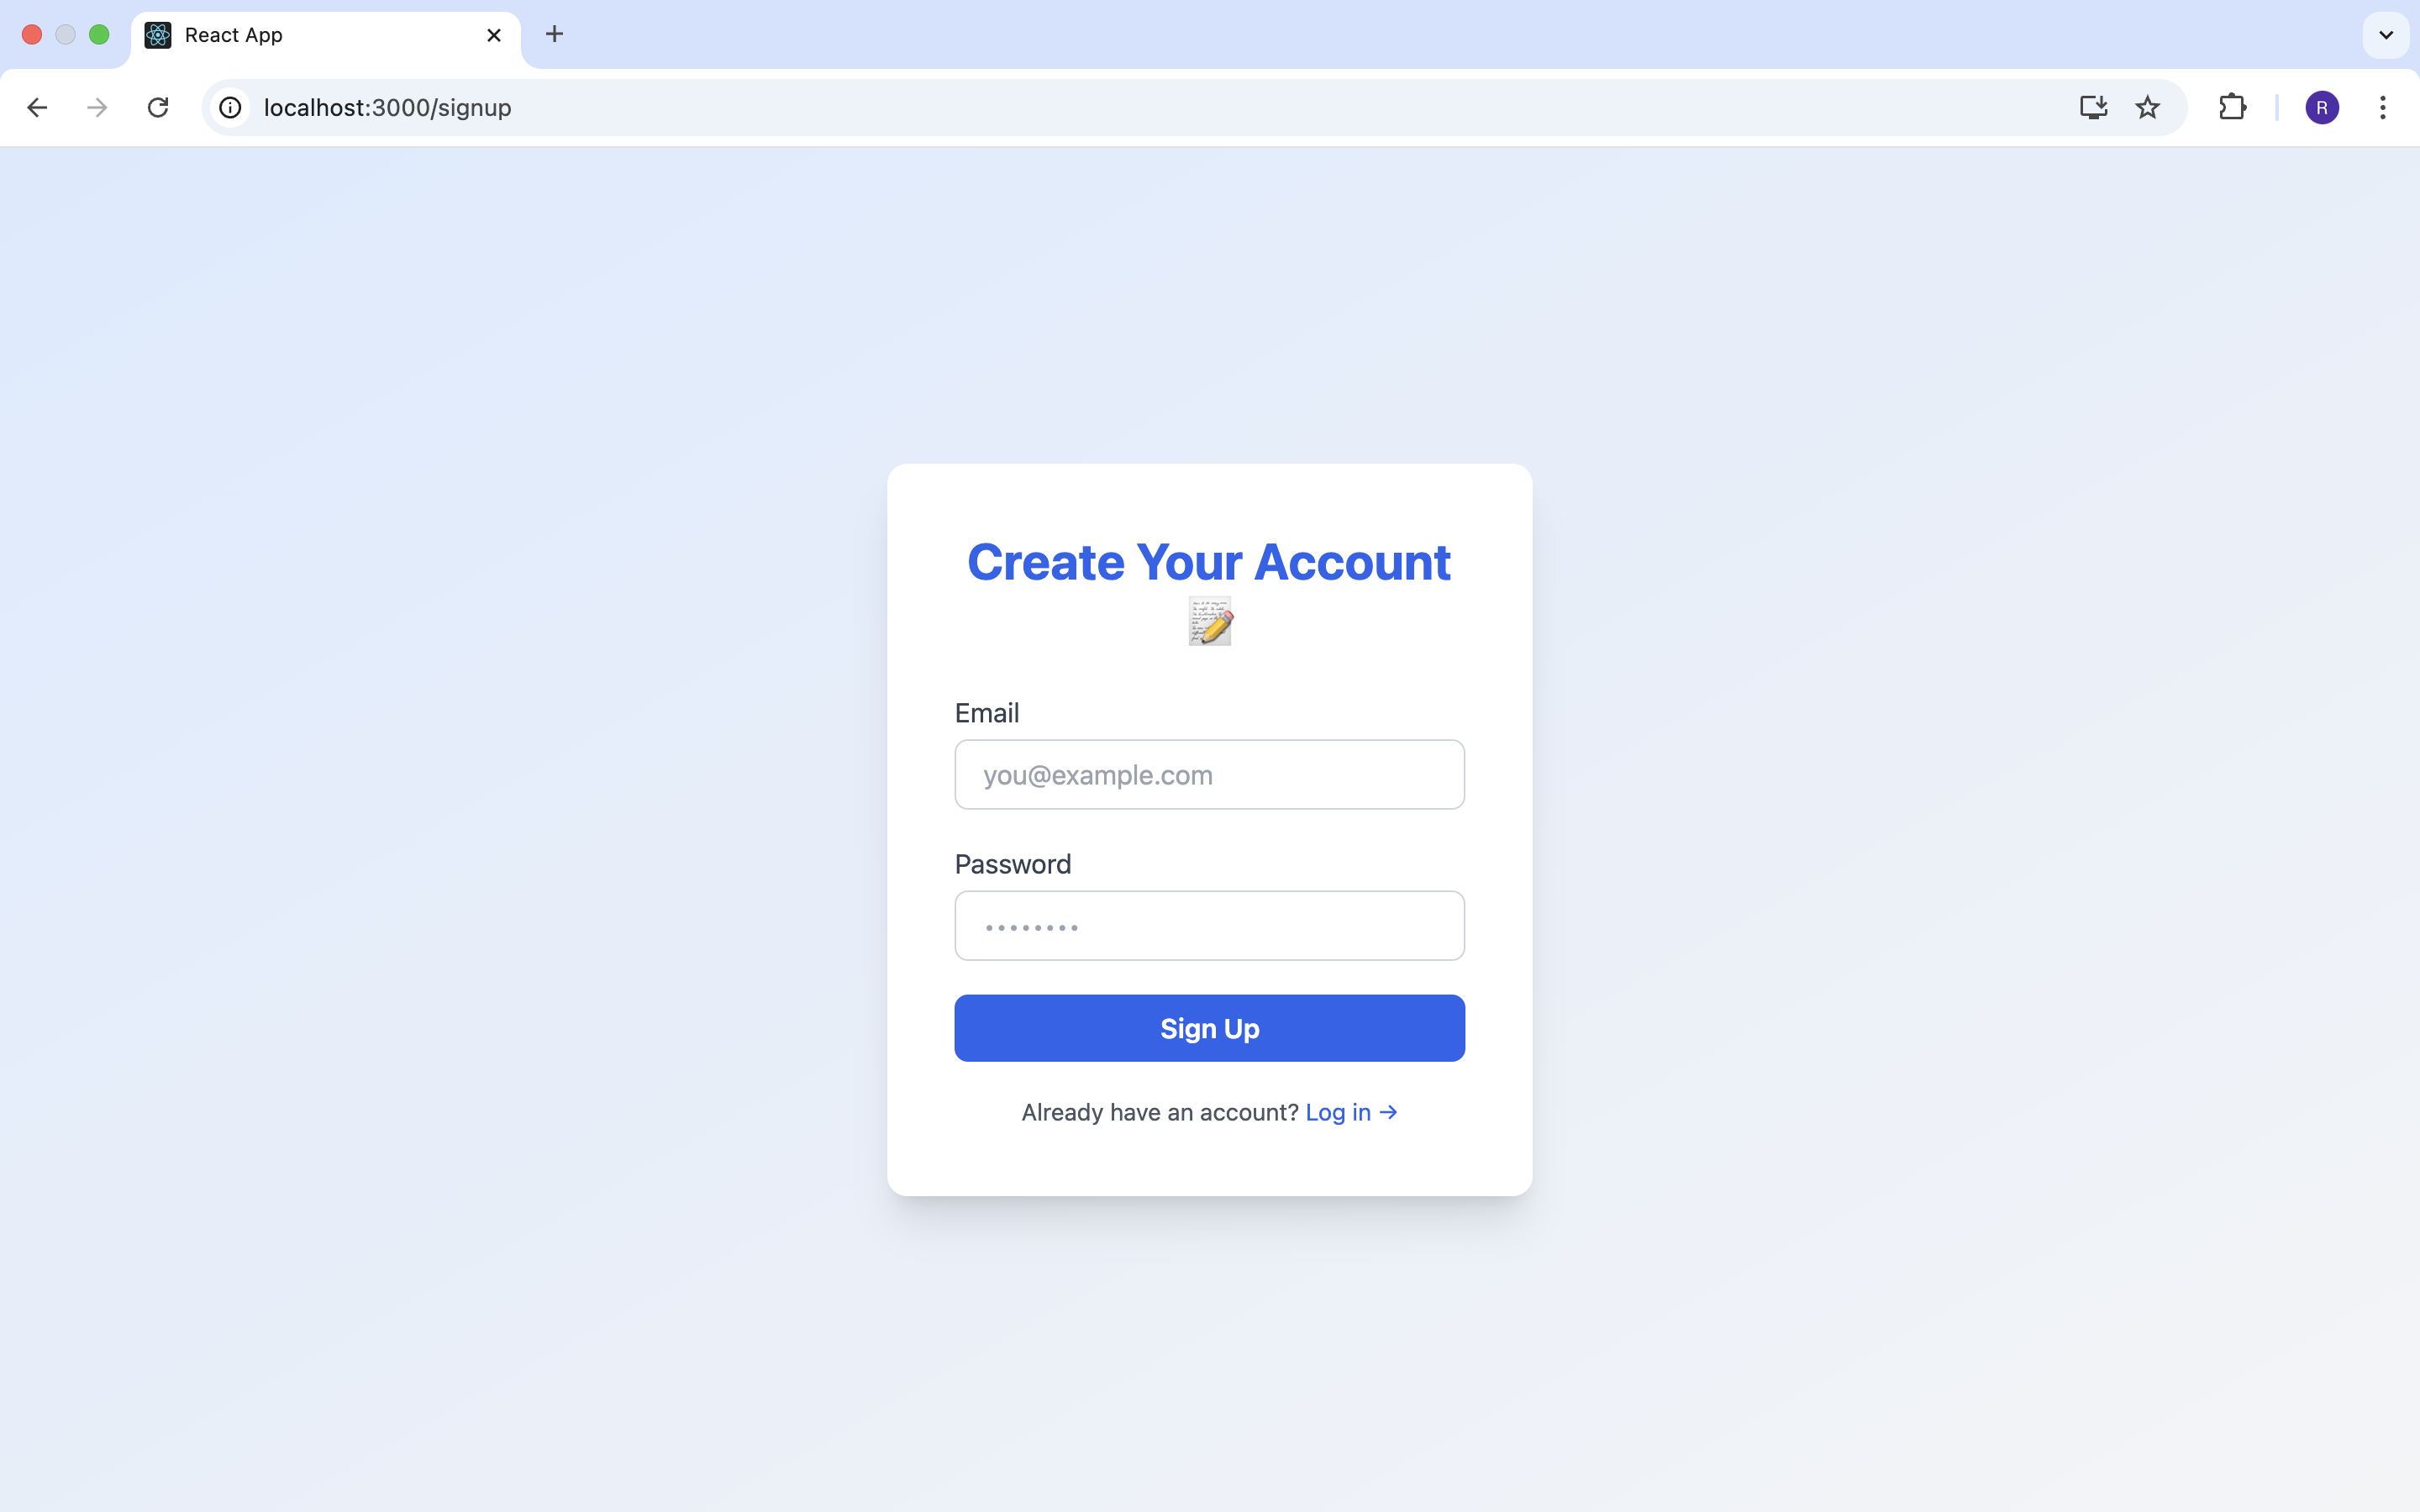 React App
localhost:3000/signup
R
Create Your Account
📝
Email
you@example.com
Password
••••••••
Sign Up
Already have an account? Log in →